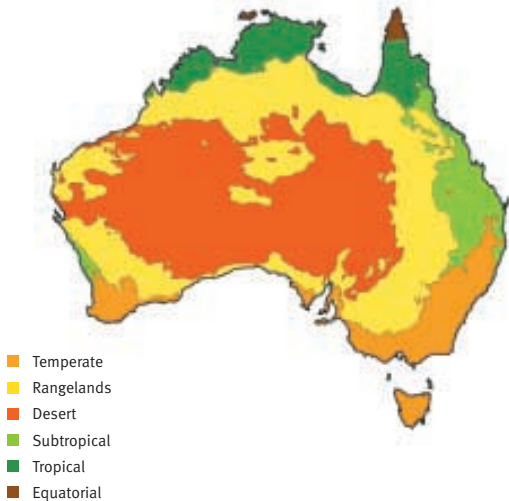 Temperate
Rangelands
Desert
Subtropical
Tropical
Equatorial